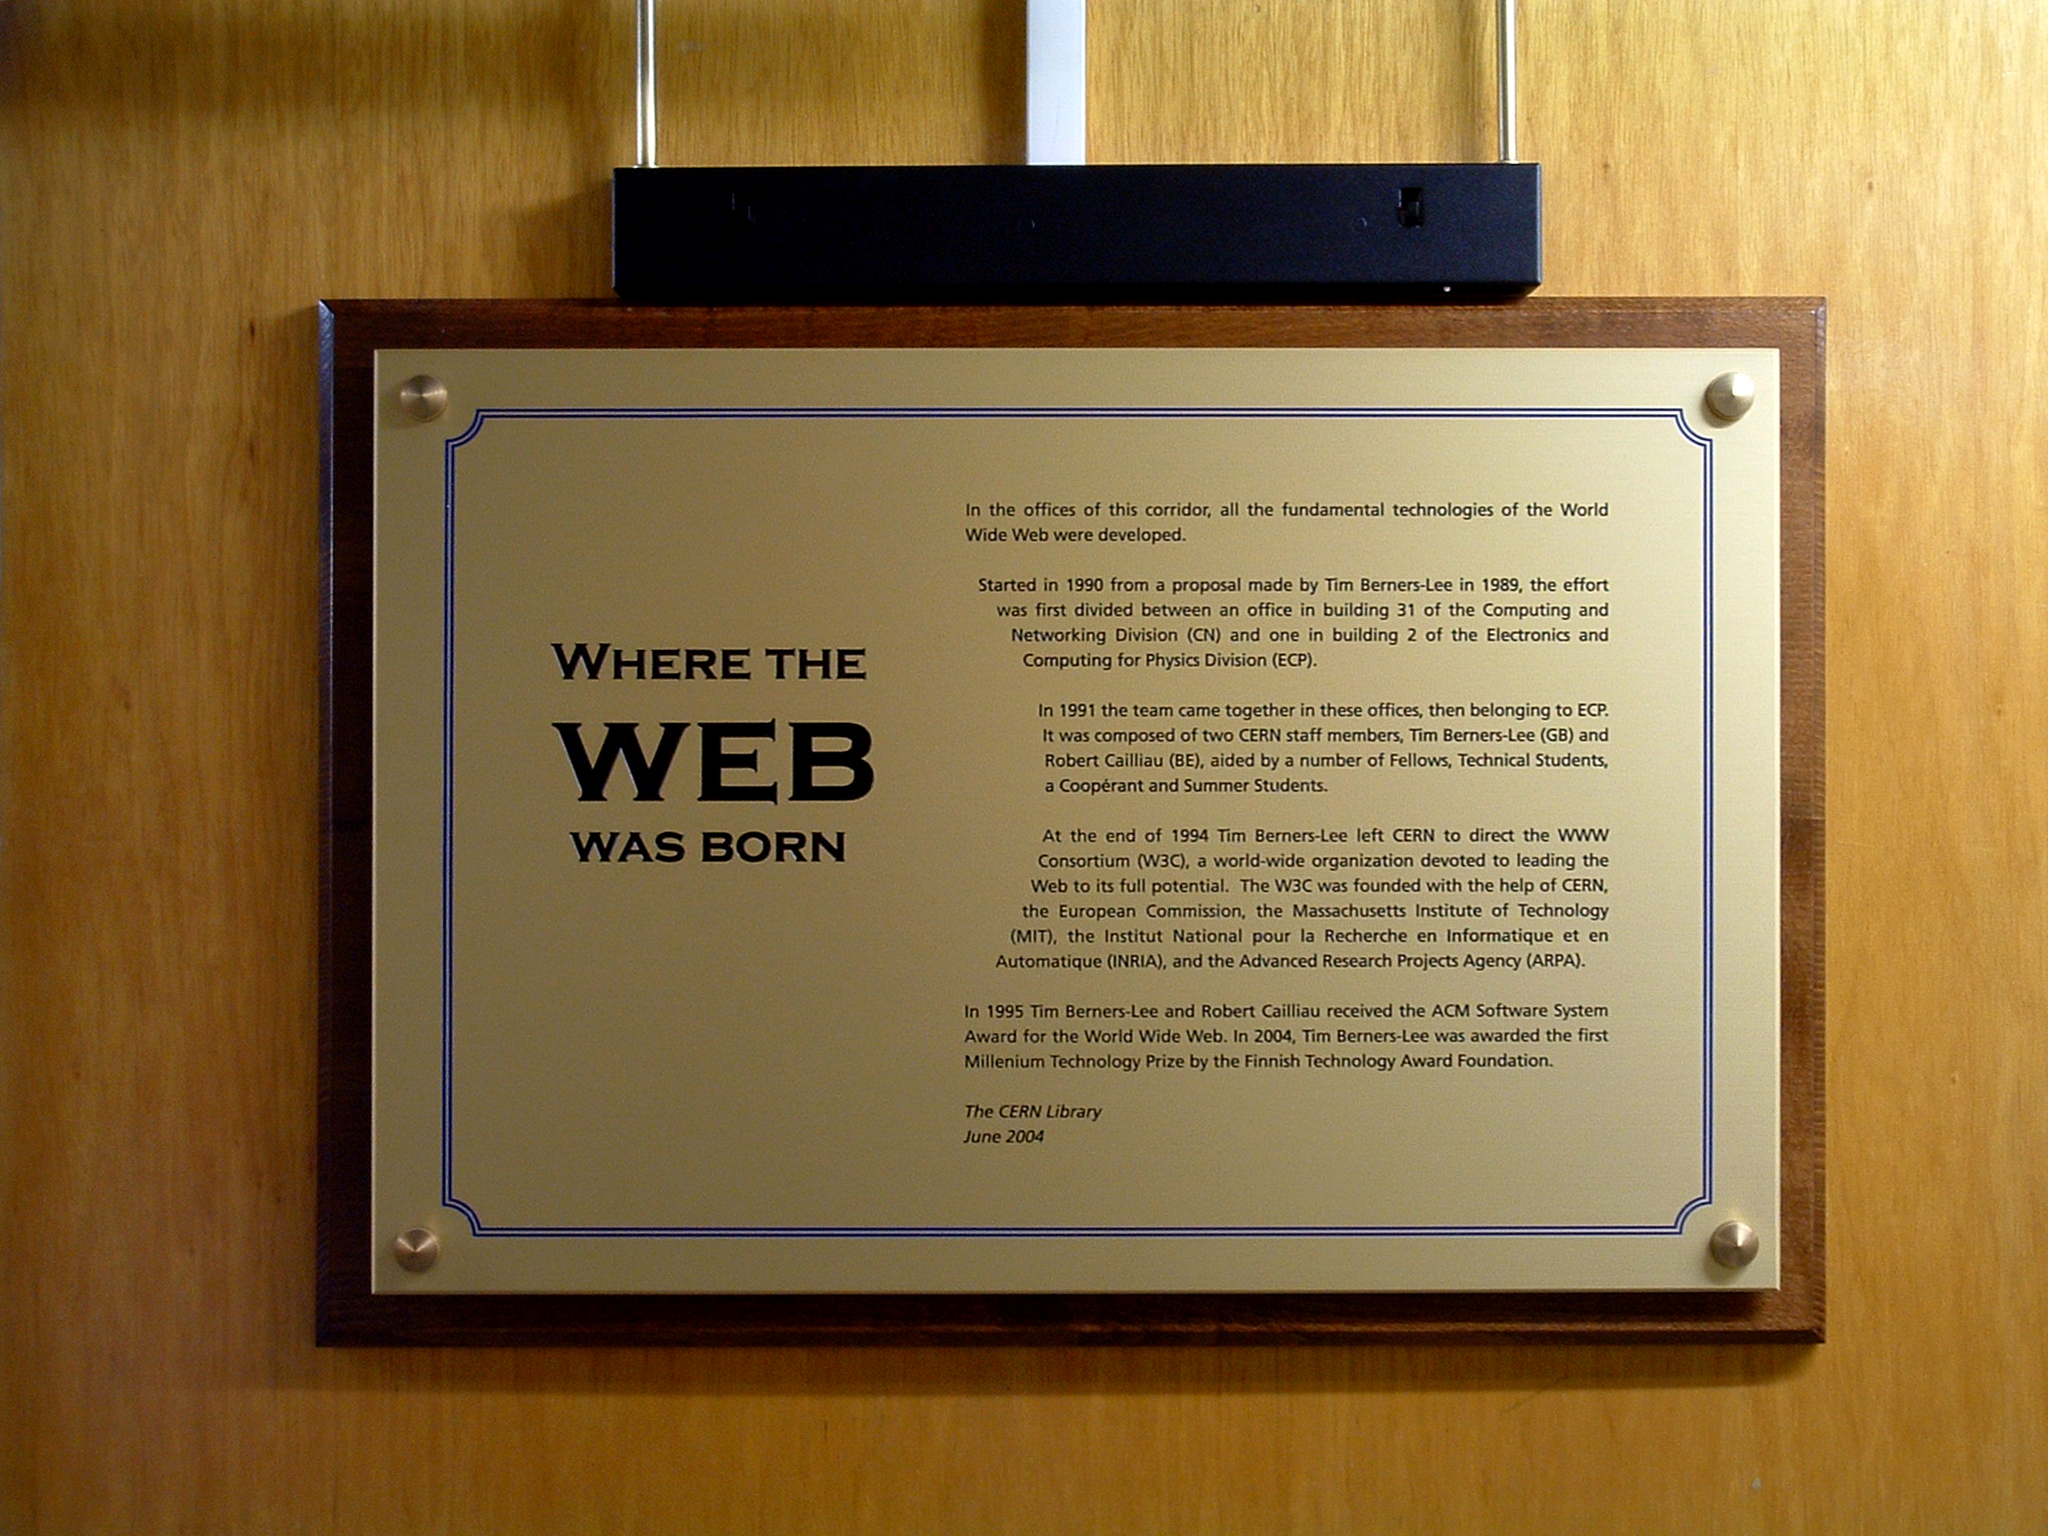 WHERE THE
WEB
WAS BORN
In the offices of this corridor, all the fundamental technologies of the World
Wide Web were developed.
Started in 1990 from a proposal made by Tim Berners-Lee in 1989, the effort
was first divided between an office in building 31 of the Computing and
Networking Division (CN) and one in building 2 of the Electronics and
Computing for Physics Division (ECP).
In 1991 the team came together in these offices, then belonging to ECP.
It was composed of two CERN staff members, Tim Berners-Lee (GB) and
Robert Cailliau (BE), aided by a number of Fellows, Technical Students,
a Coopérant and Summer Students.
At the end of 1994 Tim Berners-Lee left CERN to direct the WWW
Consortium (W3C), a world-wide organization devoted to leading the
Web to its full potential. The W3C was founded with the help of CERN,
the European Commission, the Massachusetts Institute of Technology
(MIT), the Institut National pour la Recherche en Informatique et en
Automatique (INRIA), and the Advanced Research Projects Agency (ARPA).
In 1995 Tim Berners-Lee and Robert Cailliau received the ACM Software System
Award for the World Wide Web. In 2004, Tim Berners-Lee was awarded the first
Millenium Technology Prize by the Finnish Technology Award Foundation.
The CERN Library
June 2004